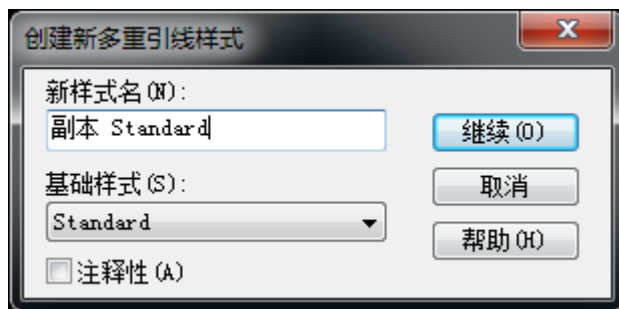 创建新多重引线样式
新样式名(N):
副本 Standard
继续(O)
基础样式(S):
取消
Standard
帮助(H)
注释性(A)